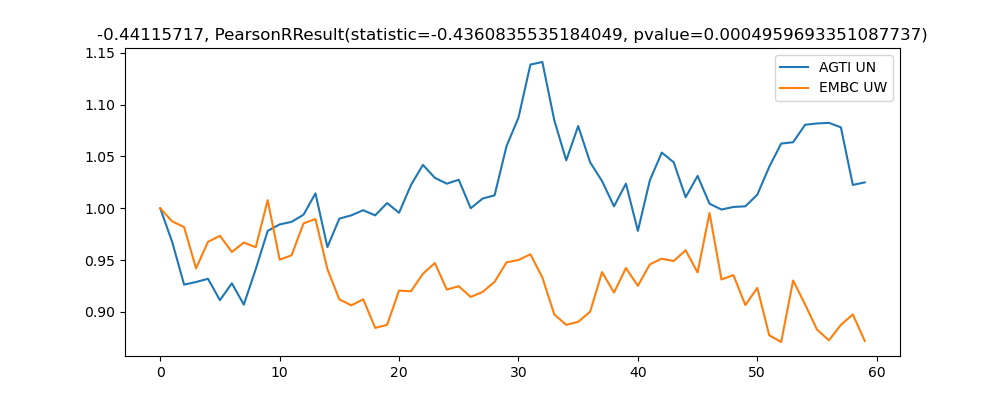 -0.44115717, PearsonRResult(statistic=-0.4360835535184049, pvalue=0.0004959693351087737)
1.15
1.10
1.05
1.00
0.95
0.90
AGTI UN
EMBC UW
0 10 20 30 40 50 60